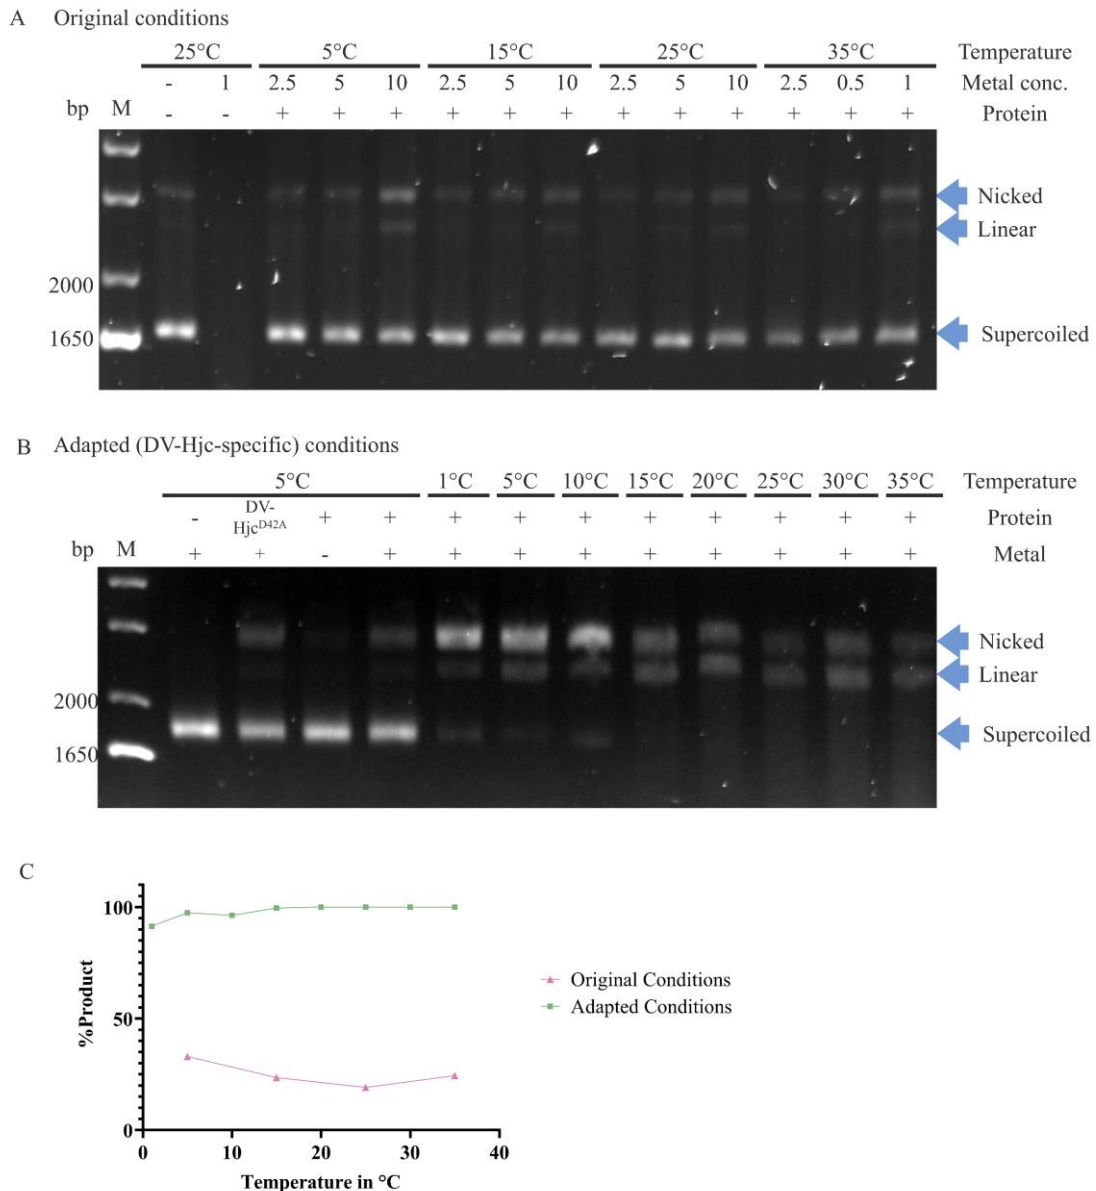 A Original conditions
25°C 5°C 15°C 25°C 35°C Temperature
- 1 2.5 5 10 2.5 5 10 2.5 5 10 2.5 0.5 1 Metal conc.
bp M - - + + + + + + + + + + + + Protein
Nicked
Linear
2000
1650 Supercoiled
B Adapted (DV-Hjc-specific) conditions
5°C 1°C 5°C 10°C 15°C 20°C 25°C 30°C 35°C Temperature
- DV-HjcD42A + + + + + + + + + + Protein
bp M + + - + + + + + + + + + Metal
Nicked
Linear
2000
1650 Supercoiled
C
100
50
0
%Product
0 10 20 30 40
Temperature in °C
Original Conditions
Adapted Conditions